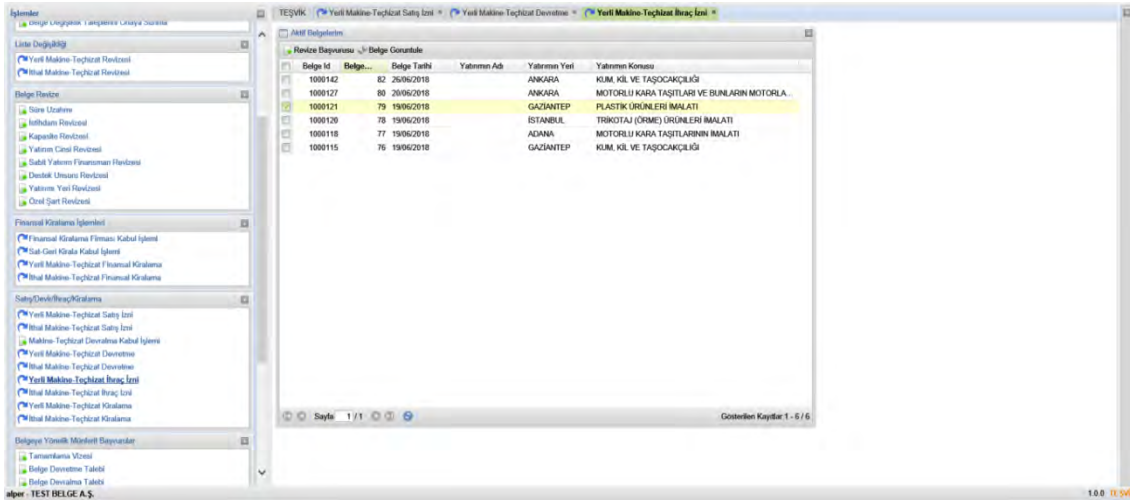 İşlemler
Belge Değişiklik Taleplerini Onaya Sunma
Liste Değişikliği
Yerli Makine-Teçhizat Revizesi
İthal Makine-Teçhizat Revizesi
Belge Revize
Süre Uzatımı
İstihdam Revizesi
Kapasite Revizesi
Yatırım Cinsi Revizesi
Sabit Yatırım Finansman Revizesi
Destek Unsuru Revizesi
Yatırım Yeri Revizesi
Özel Şart Revizesi
Finansal Kiralama İşlemleri
Finansal Kiralama Firması Kabul İşlemi
Sat-Geri Kirala Kabul İşlemi
Yerli Makine-Teçhizat Finansal Kiralama
İthal Makine-Teçhizat Finansal Kiralama
Satış/Devir/İhraç/Kiralama
Yerli Makine-Teçhizat Satış İzni
İthal Makine-Teçhizat Satış İzni
Makine-Teçhizat Devralma Kabul İşlemi
Yerli Makine-Teçhizat Devretme
İthal Makine-Teçhizat Devretme
Yerli Makine-Teçhizat İhraç İzni
İthal Makine-Teçhizat İhraç İzni
Yerli Makine-Teçhizat Kiralama
İthal Makine-Teçhizat Kiralama
Belgeye Yönelik Münferit Başvurular
Tamamlama Vizesi
Belge Devretme Talebi
Belge Devralma Talebi
TEŞVİK Yerli Makine-Teçhizat Satış İzni Yerli Makine-Teçhizat Devretme Yerli Makine-Teçhizat İhraç İzni
Aktif Belgelerim
Revize Başvurusu Belge Goruntule
Belge Id Belge... Belge Tarihi Yatırımın Adı Yatırımın Yeri Yatırımın Konusu
1000142 82 26/06/2018 ANKARA KUM, KİL VE TAŞOCAKÇILIĞI
1000127 80 20/06/2018 ANKARA MOTORLU KARA TAŞITLARI VE BUNLARIN MOTORLA...
1000121 79 19/06/2018 GAZİANTEP PLASTİK ÜRÜNLERİ İMALATI
1000120 78 19/06/2018 İSTANBUL TRİKOTAJ (ÖRME) ÜRÜNLERİ İMALATI
1000118 77 19/06/2018 ADANA MOTORLU KARA TAŞITLARININ İMALATI
1000115 76 19/06/2018 GAZİANTEP KUM, KİL VE TAŞOCAKÇILIĞI
Sayfa 1 / 1 Gösterilen Kayıtlar 1 - 6 / 6
alper - TEST BELGE A.Ş. 1.0.0 TEŞVİ